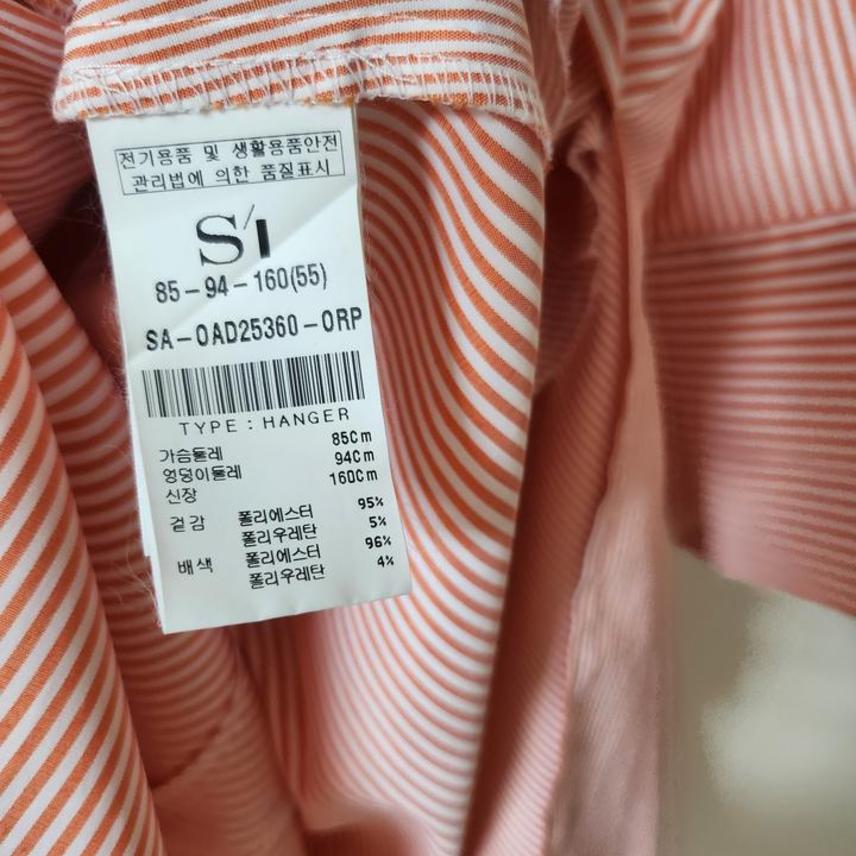 전기용품 및 생활용품안전
관리법에 의한 품질표시
S'I
85-94-160(55)
SA-OAD25360-ORP
TYPE : HANGER
가슴둘레 85Cm
엉덩이둘레 94Cm
신장 160Cm
겉감 폴리에스터 95%
폴리우레탄 5%
배색 폴리에스터 96%
폴리우레탄 4%